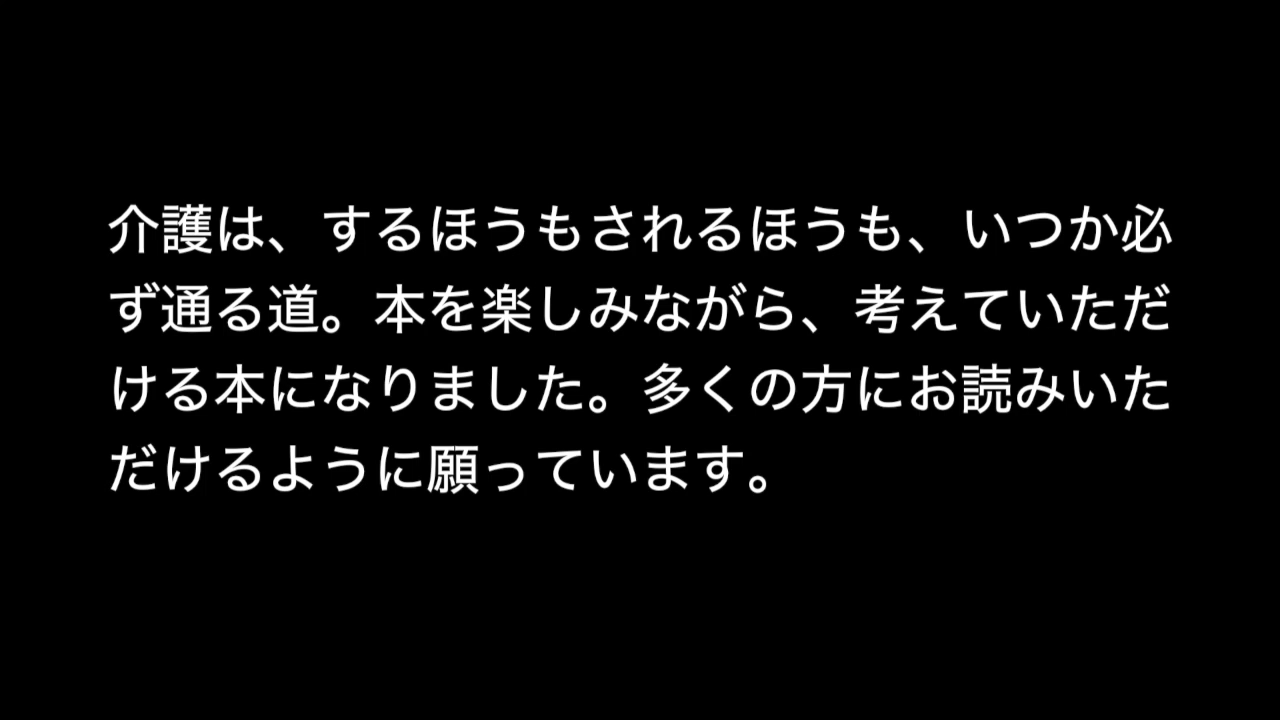 介護は、するほうもされるほうも、いつか必
ず通る道。本を楽しみながら、考えていただ
ける本になりました。多くの方にお読みいた
だけるように願っています。